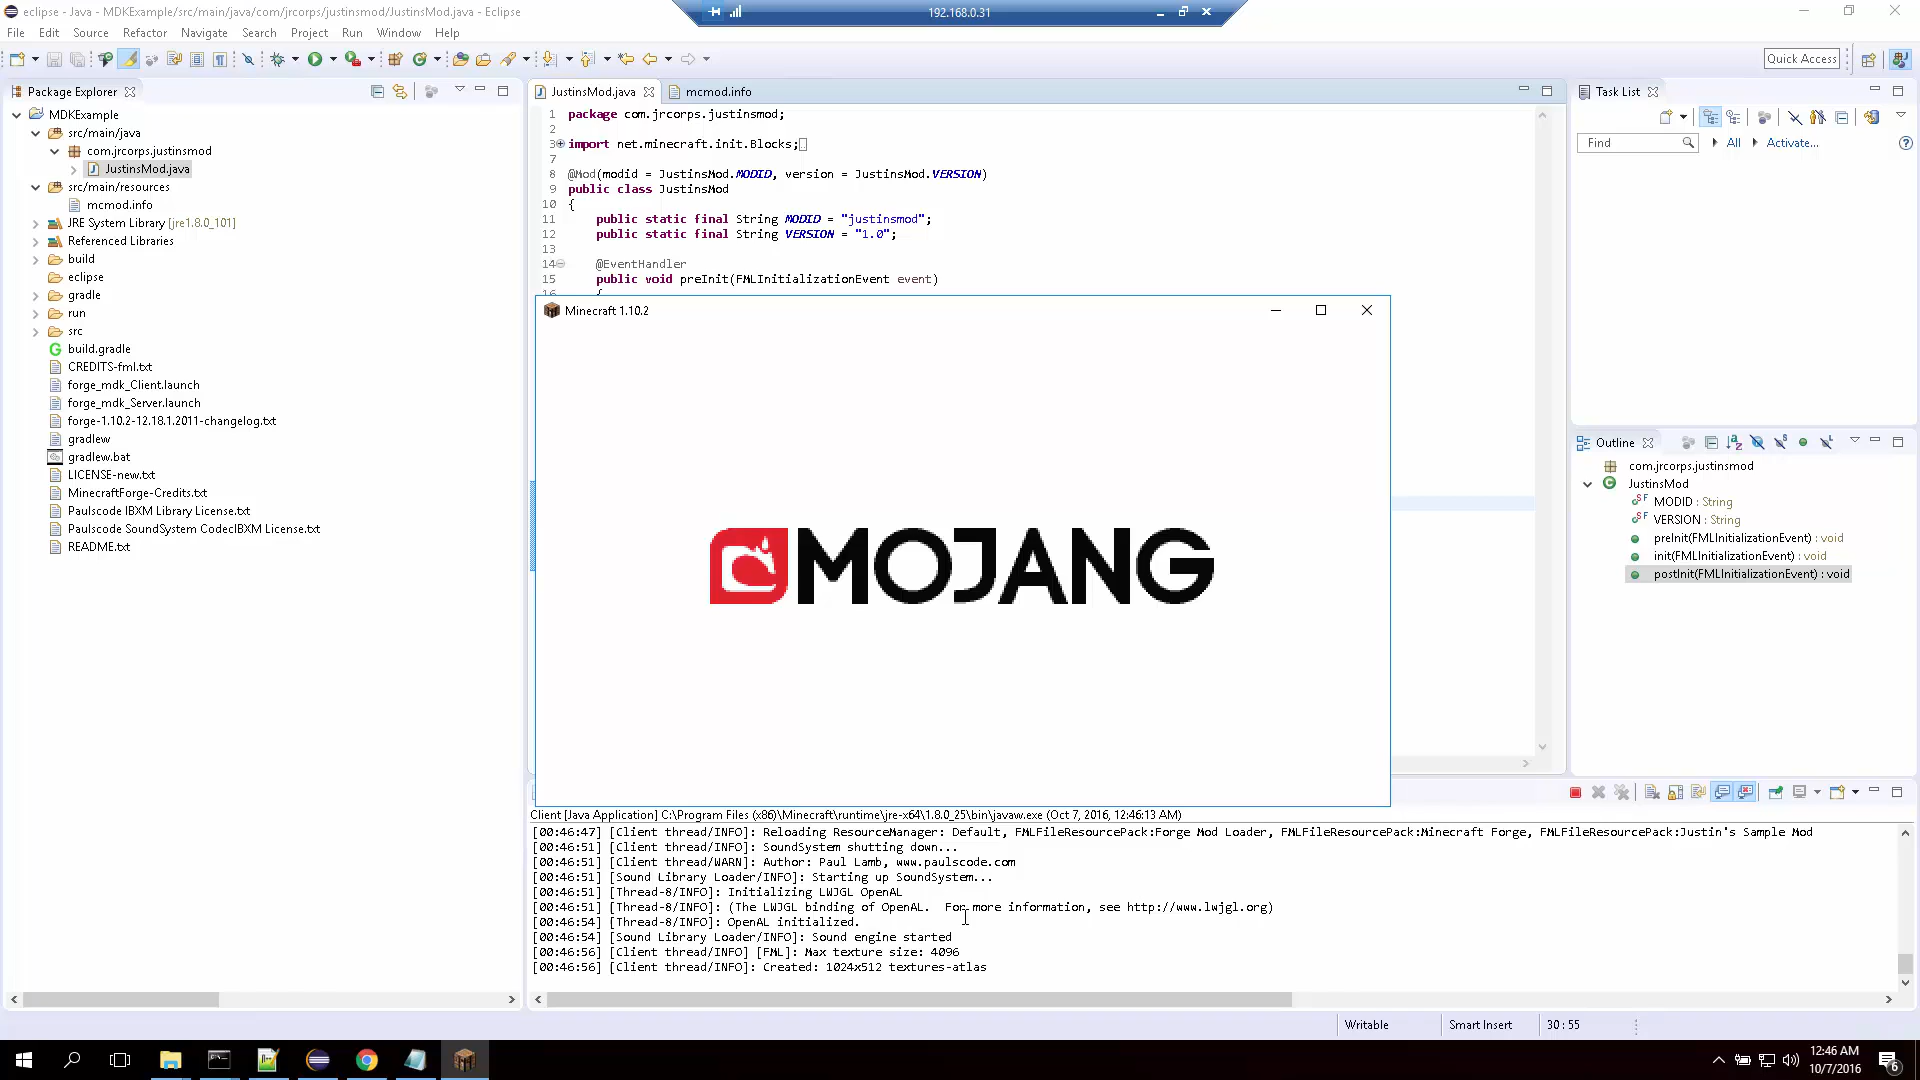 eclipse - Java - MDKExample/src/main/java/com/jrcorps/justinsmod/JustinsMod.java - Eclipse
192.168.0.31
File Edit Source Refactor Navigate Search Project Run Window Help
Quick Access
Package Explorer
MDKExample
src/main/java
com.jrcorps.justinsmod
JustinsMod.java
src/main/resources
mcmod.info
JRE System Library [jre1.8.0_101]
Referenced Libraries
build
eclipse
gradle
run
src
build.gradle
CREDITS-fml.txt
forge_mdk_Client.launch
forge_mdk_Server.launch
forge-1.10.2-12.18.1.2011-changelog.txt
gradlew
gradlew.bat
LICENSE-new.txt
MinecraftForge-Credits.txt
Paulscode IBXM Library License.txt
Paulscode SoundSystem CodecIBXM License.txt
README.txt
JustinsMod.java mcmod.info
1 package com.jrcorps.justinsmod;
2
3 import net.minecraft.init.Blocks;
7
8 @Mod(modid = JustinsMod.MODID, version = JustinsMod.VERSION)
9 public class JustinsMod
10 {
11 public static final String MODID = "justinsmod";
12 public static final String VERSION = "1.0";
13
14 @EventHandler
15 public void preInit(FMLInitializationEvent event)
16 {
Minecraft 1.10.2
MOJANG
Task List
Find All Activate...
Outline
com.jrcorps.justinsmod
JustinsMod
MODID : String
VERSION : String
preInit(FMLInitializationEvent) : void
init(FMLInitializationEvent) : void
postInit(FMLInitializationEvent) : void
Client [Java Application] C:\Program Files (x86)\Minecraft\runtime\jre-x64\1.8.0_25\bin\javaw.exe (Oct 7, 2016, 12:46:13 AM)
[00:46:47] [Client thread/INFO]: Reloading ResourceManager: Default, FMLFileResourcePack:Forge Mod Loader, FMLFileResourcePack:Minecraft Forge, FMLFileResourcePack:Justin's Sample Mod
[00:46:51] [Client thread/INFO]: SoundSystem shutting down...
[00:46:51] [Client thread/WARN]: Author: Paul Lamb, www.paulscode.com
[00:46:51] [Sound Library Loader/INFO]: Starting up SoundSystem...
[00:46:51] [Thread-8/INFO]: Initializing LWJGL OpenAL
[00:46:51] [Thread-8/INFO]: (The LWJGL binding of OpenAL.  For more information, see http://www.lwjgl.org)
[00:46:54] [Thread-8/INFO]: OpenAL initialized.
[00:46:54] [Sound Library Loader/INFO]: Sound engine started
[00:46:56] [Client thread/INFO] [FML]: Max texture size: 4096
[00:46:56] [Client thread/INFO]: Created: 1024x512 textures-atlas
Writable Smart Insert 30 : 55
12:46 AM
10/7/2016
6